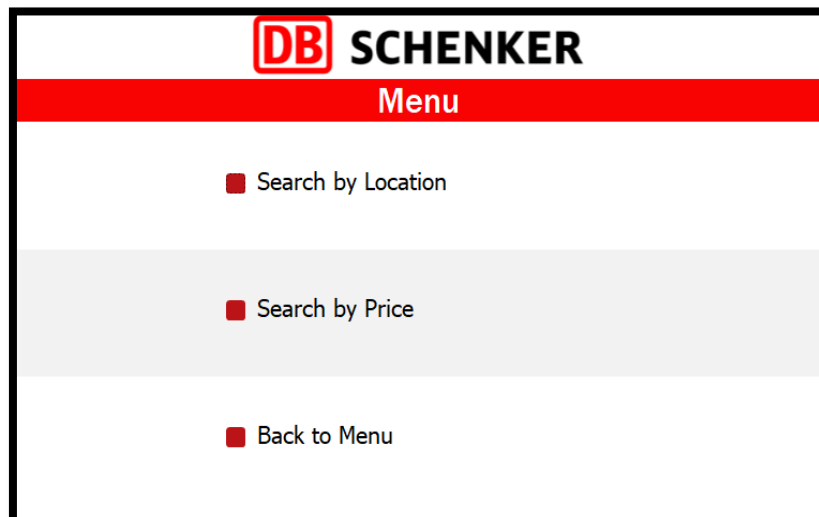 DB SCHENKER
Menu
Search by Location
Search by Price
Back to Menu